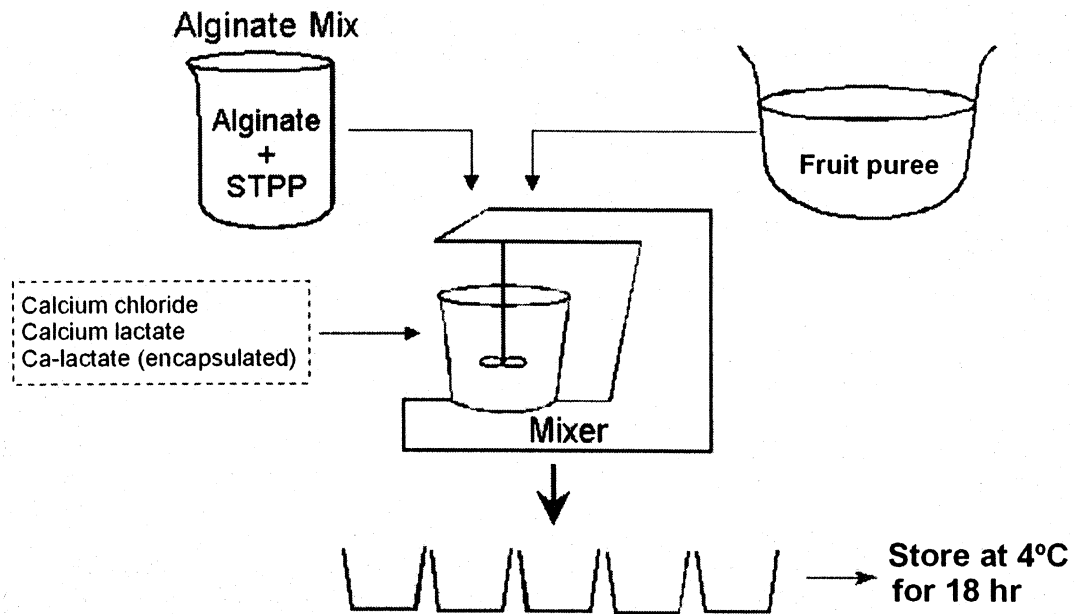 Alginate Mix
Alginate
+
STPP
Fruit puree
Calcium chloride
Calcium lactate
Ca-lactate (encapsulated)
Mixer
Store at 4ºC
for 18 hr